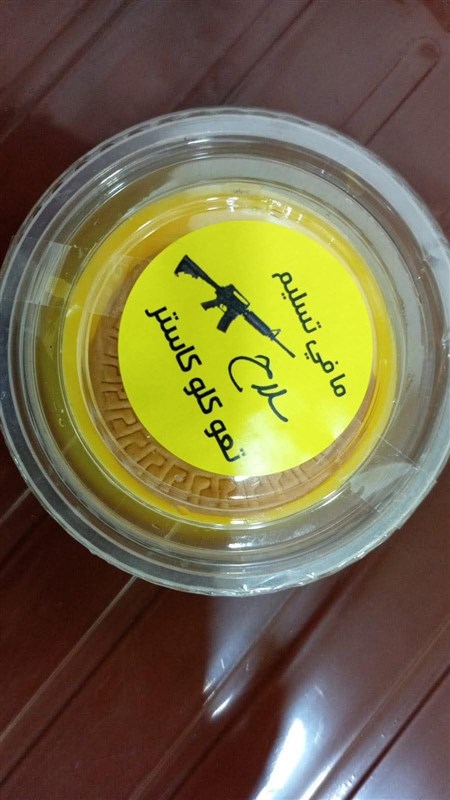 ما في تسليم
سلاح
تعو كلو كاستر